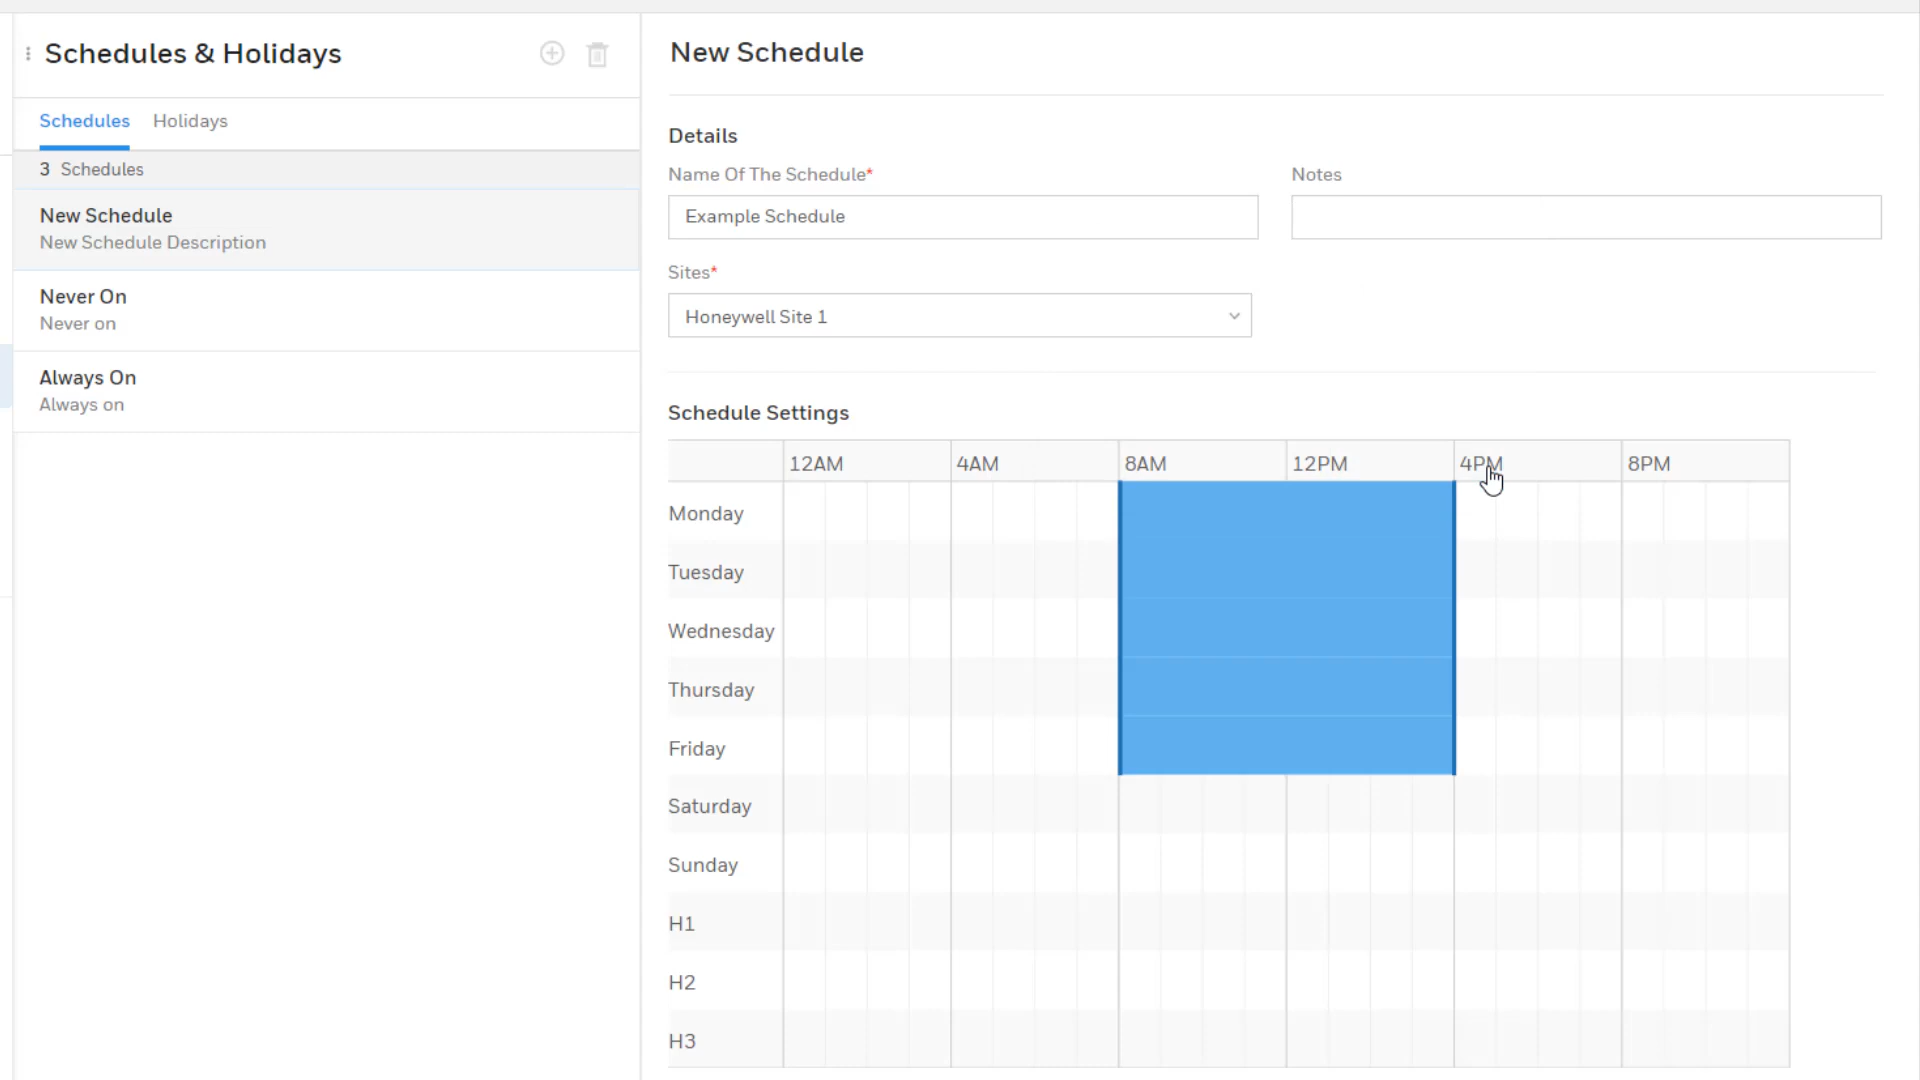 Schedules & Holidays
Schedules Holidays
3 Schedules
New Schedule
New Schedule Description
Never On
Never on
Always On
Always on
New Schedule
Details
Name Of The Schedule*
Notes
Example Schedule
Sites*
Honeywell Site 1
Schedule Settings
12AM 4AM 8AM 12PM 4PM 8PM
Monday
Tuesday
Wednesday
Thursday
Friday
Saturday
Sunday
H1
H2
H3